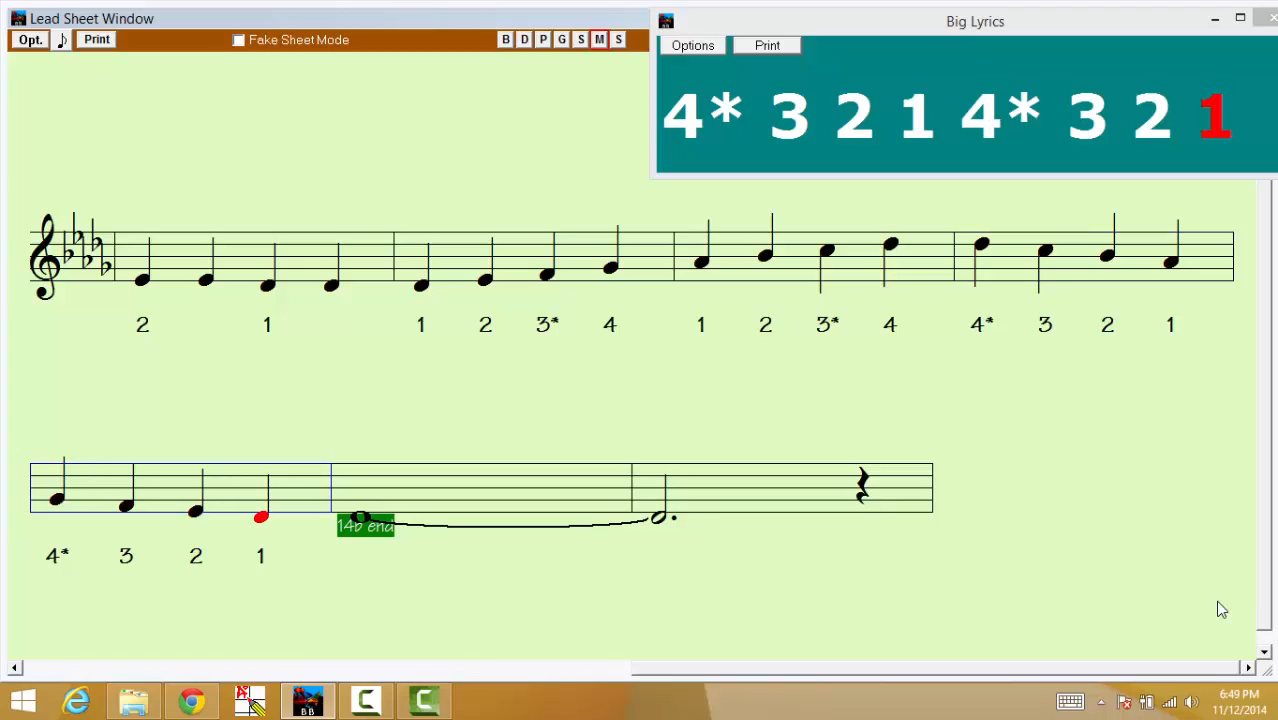 Lead Sheet Window
Big Lyrics
Opt. Print Fake Sheet Mode B D P G S M S
Options Print
4* 3 2 1 4* 3 2 1
2 1 1 2 3* 4 1 2 3* 4 4* 3 2 1
14b end
4* 3 2 1
6:49 PM
11/12/2014